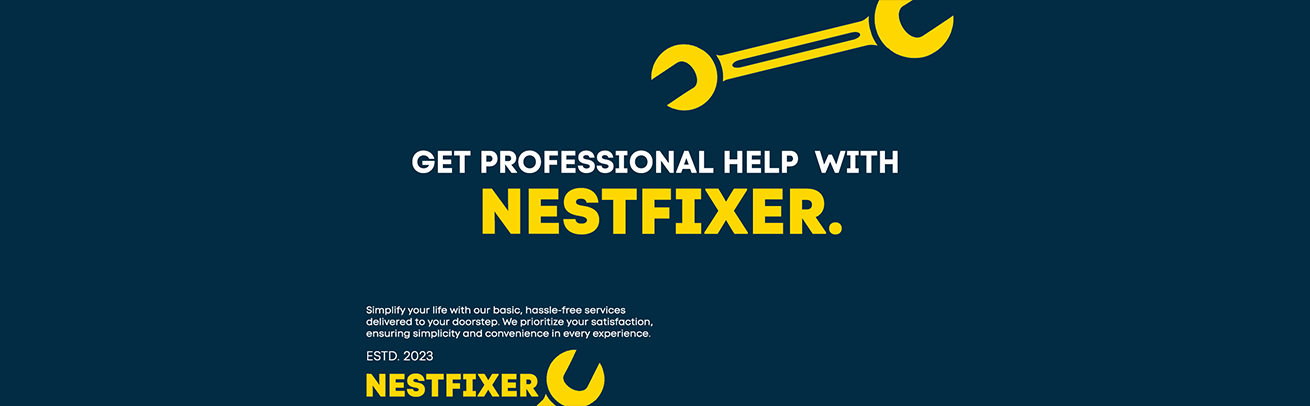 GET PROFESSIONAL HELP WITH
NESTFIXER.
Simplify your life with our basic, hassle-free services
delivered to your doorstep. We prioritize your satisfaction,
ensuring simplicity and convenience in every experience.
ESTD. 2023
NESTFIXER